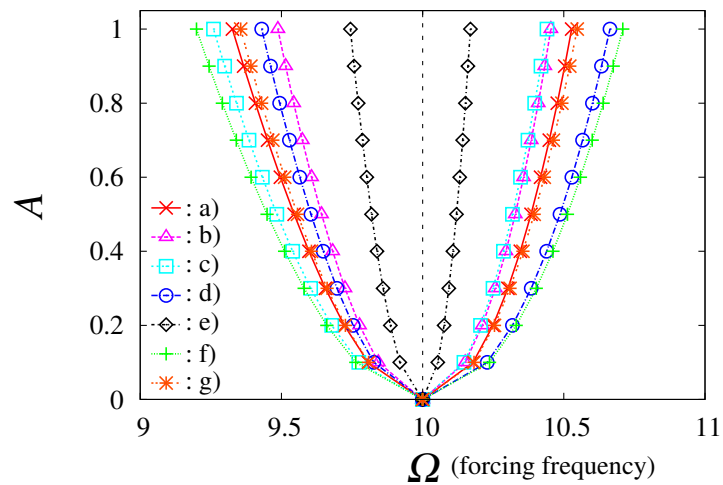 1
0.8
0.6
A
0.4
0.2
0
: a)
: b)
: c)
: d)
: e)
: f)
: g)
9 9.5 10 10.5 11
Ω (forcing frequency)